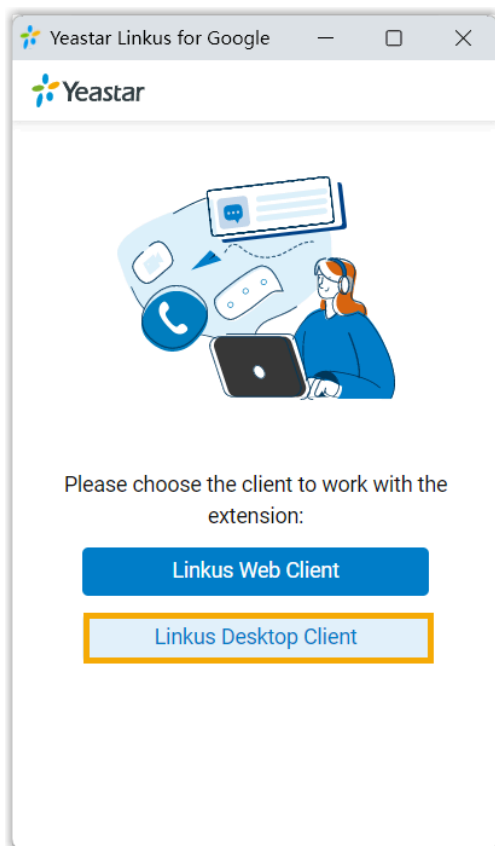 Yeastar Linkus for Google
Yeastar
Please choose the client to work with the
extension:
Linkus Web Client
Linkus Desktop Client